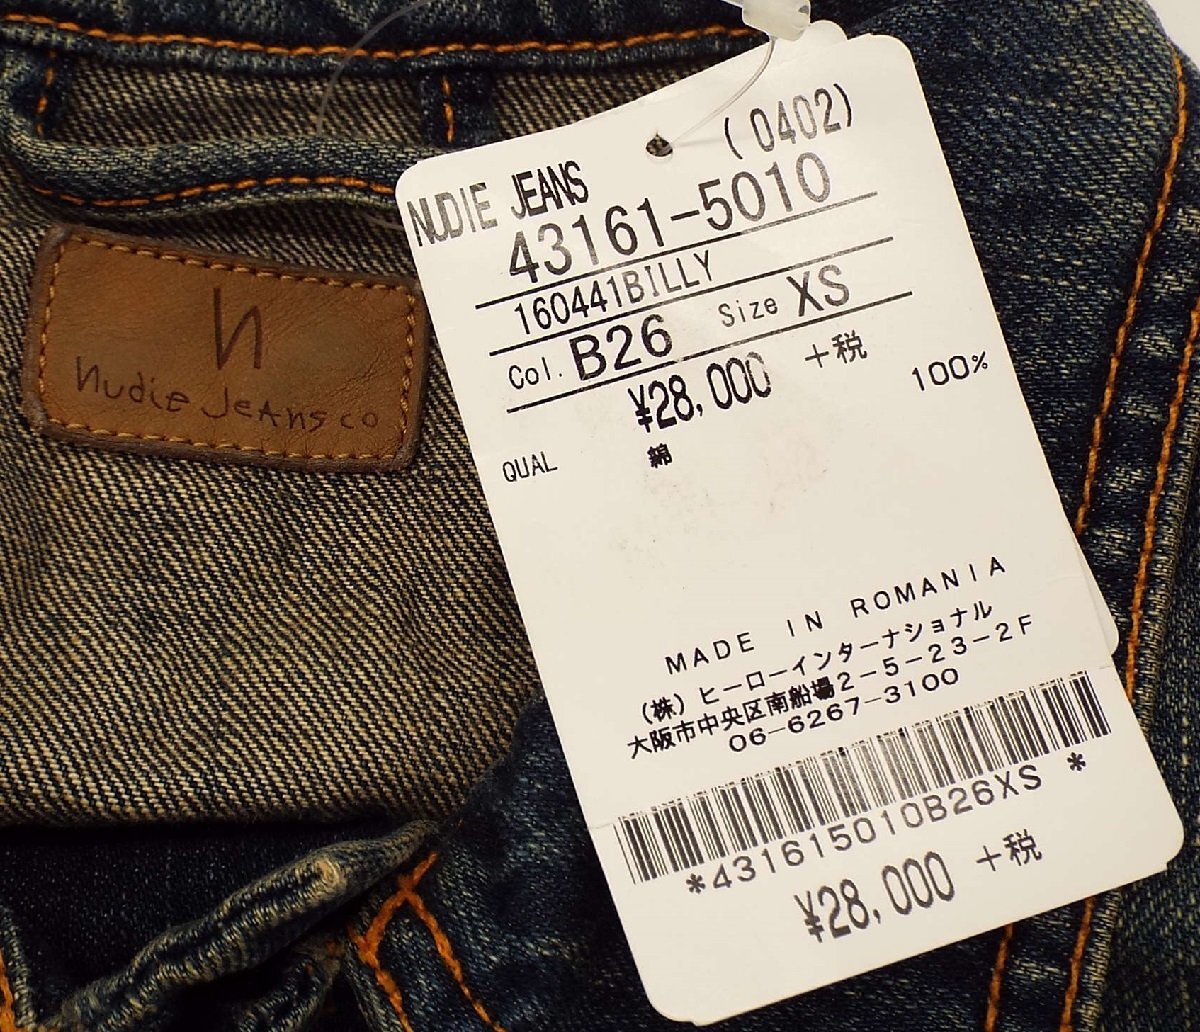 n
nudie Jeans co
(0402)
NUDIE JEANS
43161-5010
160441BILLY
Col. B26 Size XS
¥28,000 +税
QUAL 綿 100%
MADE IN ROMANIA
(株)ヒーローインターナショナル
大阪市中央区南船場2-5-23-2F
06-6267-3100
*431615010B26XS*
¥28,000 +税